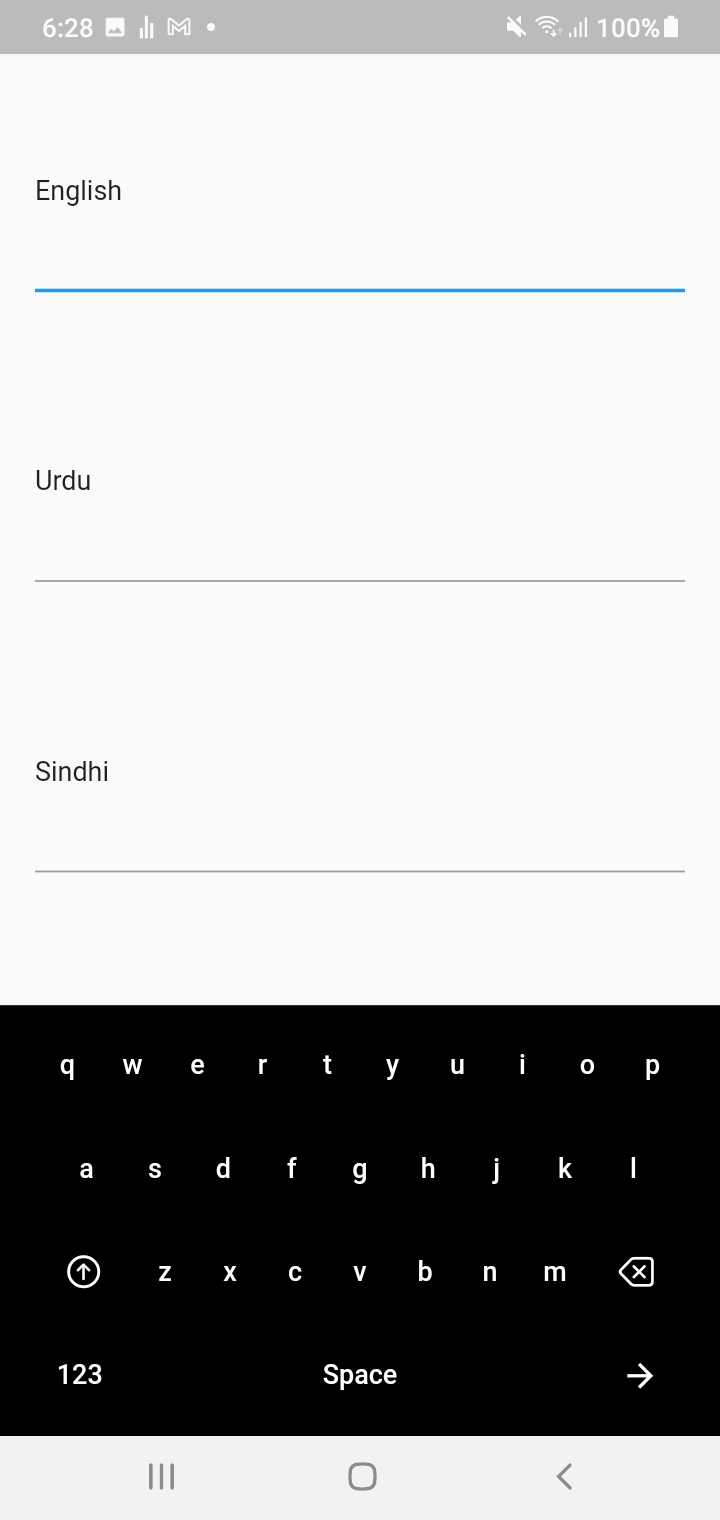 6:28 100%
English
Urdu
Sindhi
q w e r t y u i o p
a s d f g h j k l
z x c v b n m
123 Space